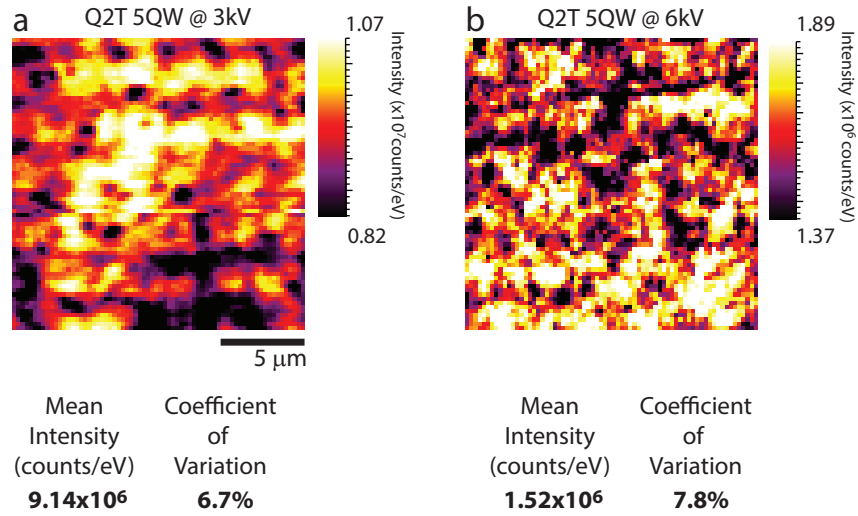 a
Q2T 5QW @ 3kV
1.07
Intensity (x10⁷counts/eV)
0.82
5 µm
Mean
Intensity
(counts/eV)
9.14x10⁶
Coefficient
of
Variation
6.7%
b
Q2T 5QW @ 6kV
1.89
Intensity (x10⁶ counts/eV)
1.37
Mean
Intensity
(counts/eV)
1.52x10⁶
Coefficient
of
Variation
7.8%